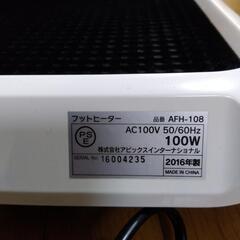 フットヒーター 品番 AFH-108
PS
E
AC100V 50/60Hz
100W
株式会社アピックスインターナショナル
SERIAL No. 16004235
2016年製
MADE IN CHINA